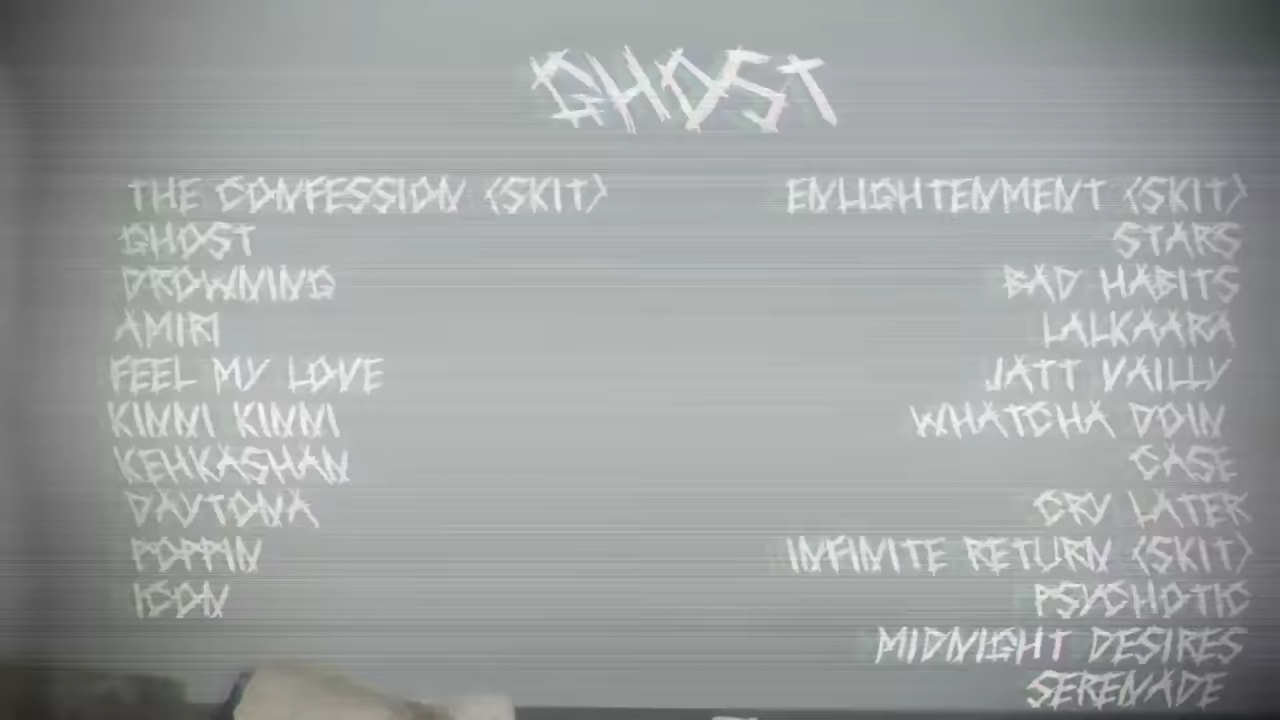 GHOST
THE CONFESSION (SKIT)
GHOST
DROWNING
AMIRI
FEEL MY LOVE
KINNI KINNI
KEHKASHAN
DAYTONA
POPPIN
ICON
ENLIGHTENMENT (SKIT)
STARS
BAD HABITS
LALKAARA
JATT VAILLY
WHATCHA DOIN
CASE
CRY LATER
INFINITE RETURN (SKIT)
PSYCHOTIC
MIDNIGHT DESIRES
SERENADE